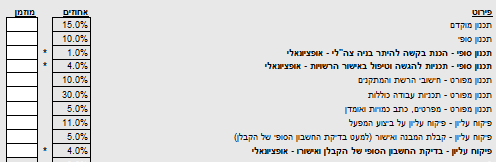 פירוט אחוזים מוזמן
תכנון מוקדם 15.0%
תכנון סופי 10.0%
תכנון סופי - הכנת בקשה להיתר בניה צה"לי - אופציונאלי 1.0% *
תכנון סופי - תכניות להגשה וטיפול באישור הרשויות - אופציונאלי 4.0% *
תכנון מפורט - חישובי הרשת והמתקנים 10.0%
תכנון מפורט - תכניות עבודה כוללות 30.0%
תכנון מפורט - מפרטים, כתב כמויות ואומדן 5.0%
פיקוח עליון - פיקוח עליון על ביצוע המפעל 11.0%
פיקוח עליון - קבלת המבנה ואישורו (למעט בדיקת החשבון הסופי של הקבלן) 5.0%
פיקוח עליון - בדיקת החשבון הסופי של הקבלן ואישורו - אופציונאלי 4.0% *